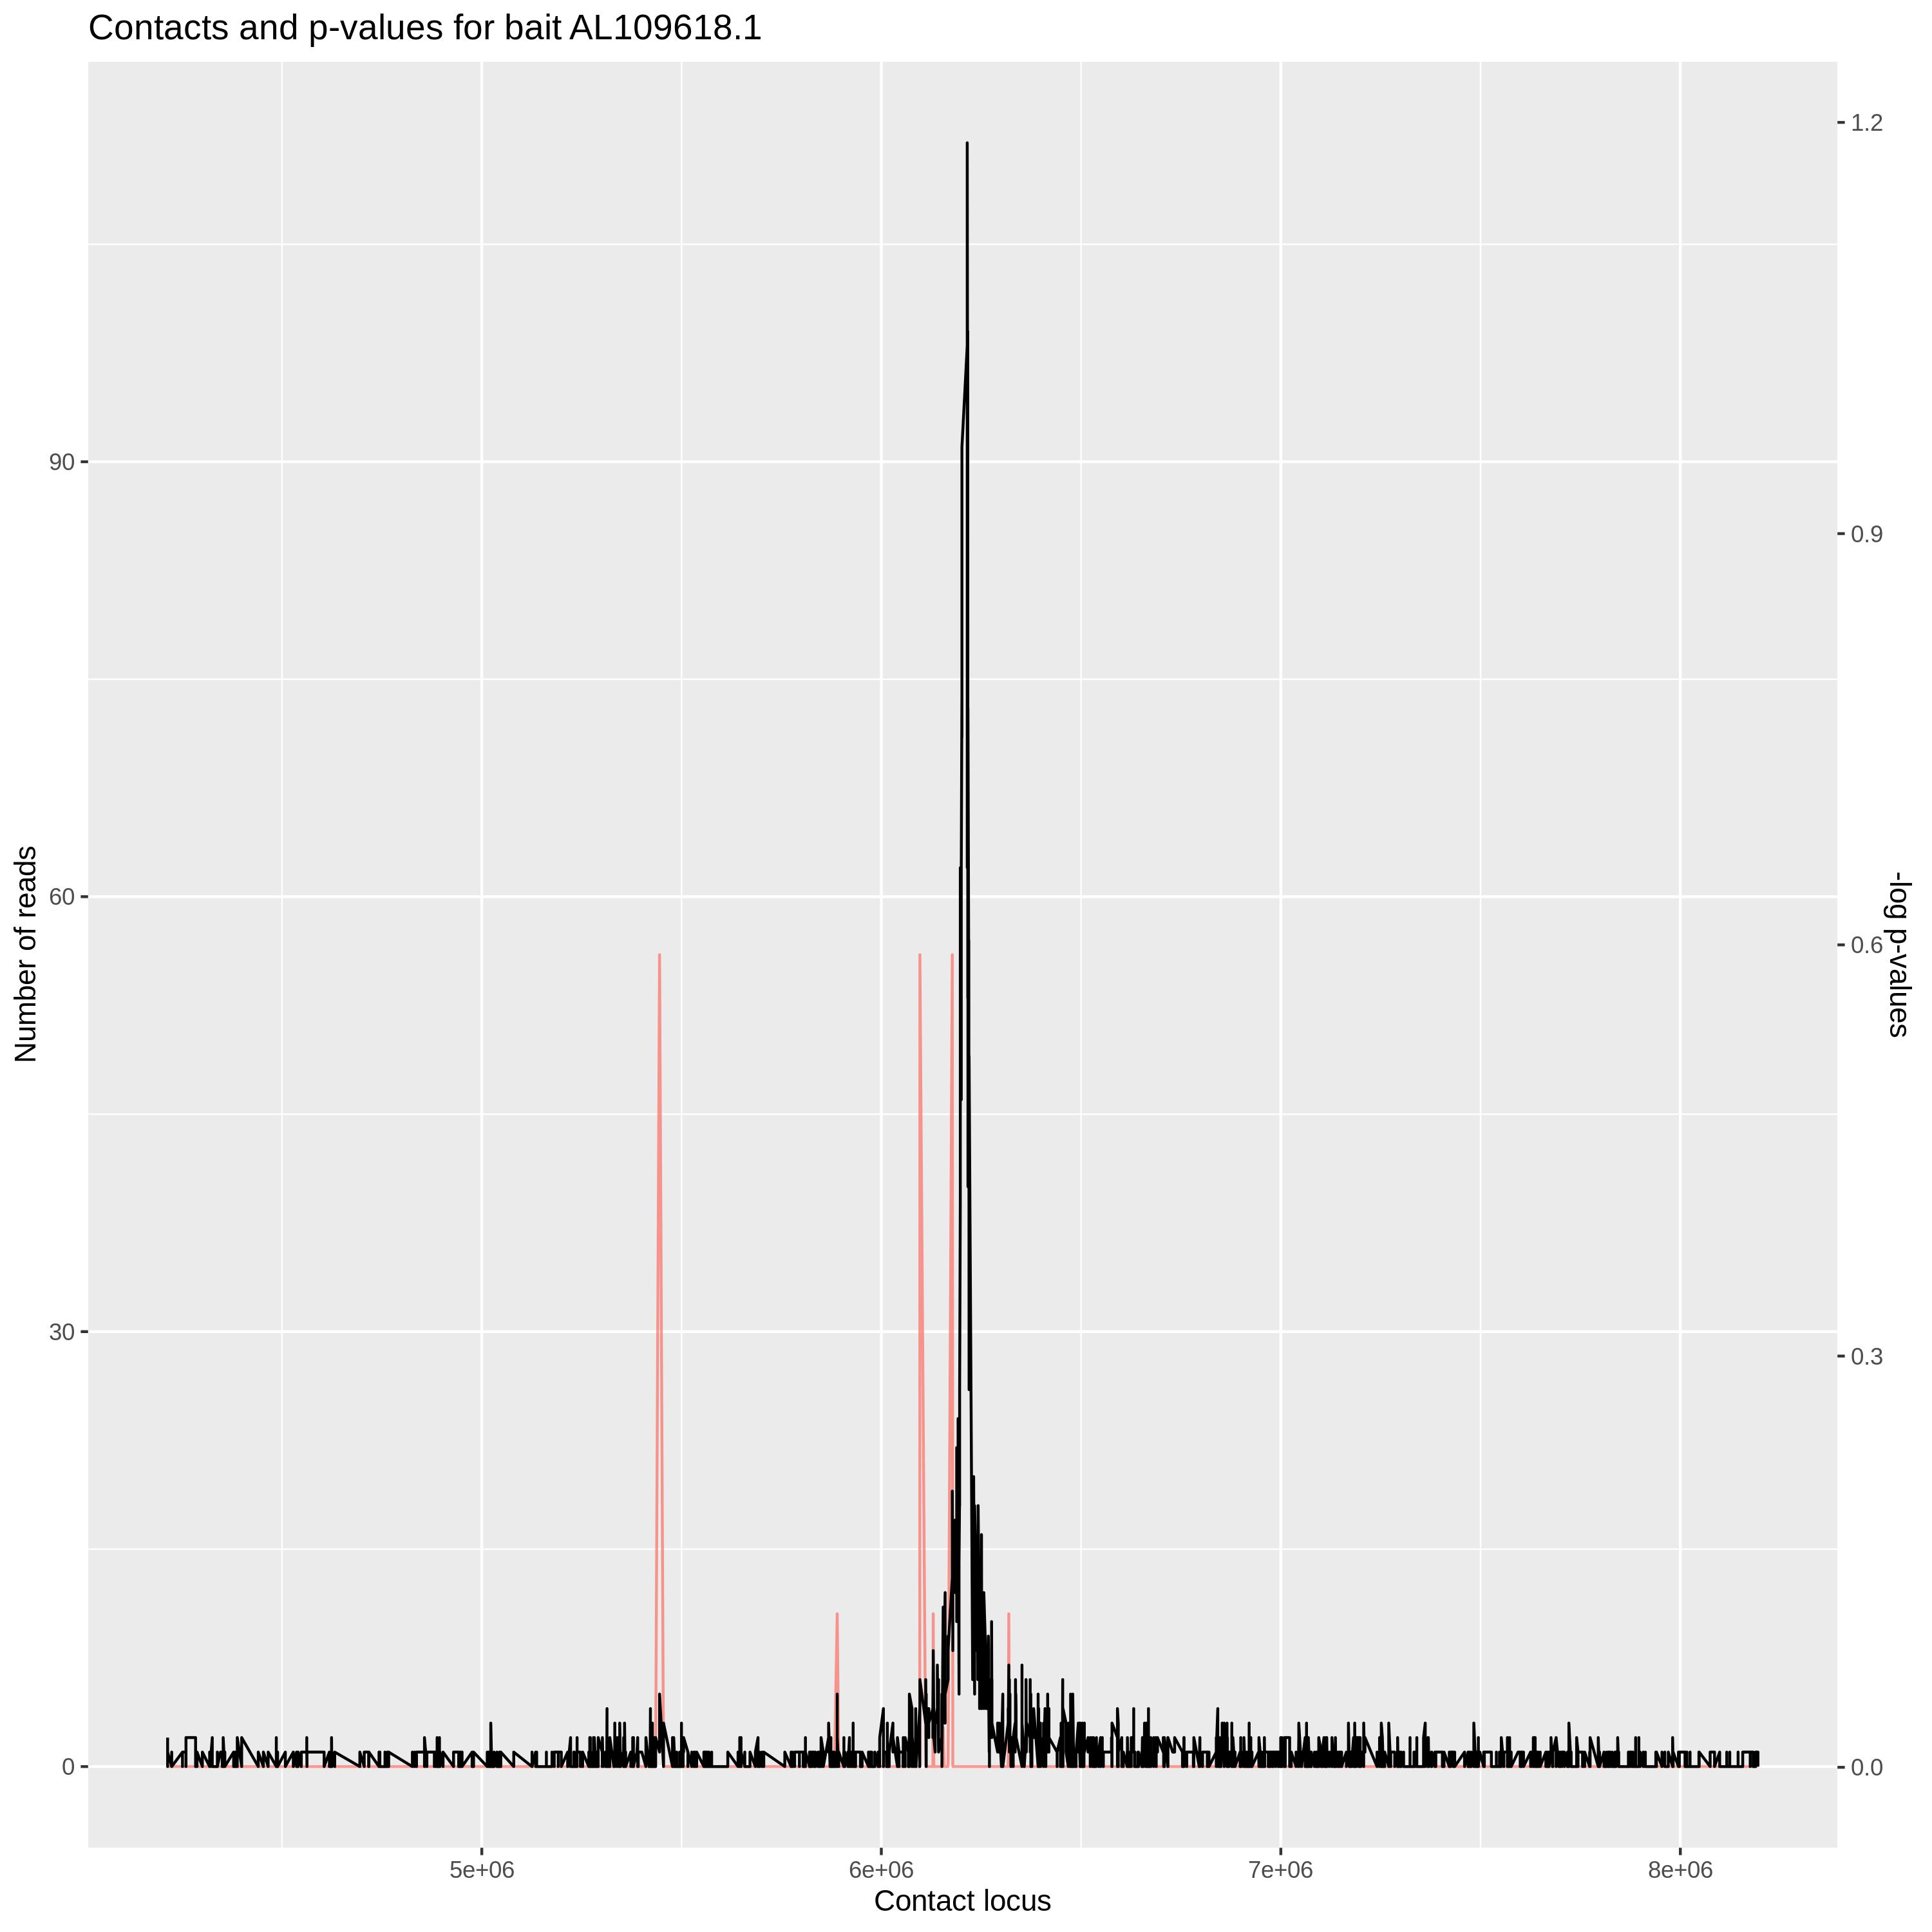 Contacts and p-values for bait AL109618.1
1.2
90
0.9
Number of reads
60
0.6
-log p-values
30
0.3
0
0.0
5e+06
6e+06
7e+06
8e+06
Contact locus